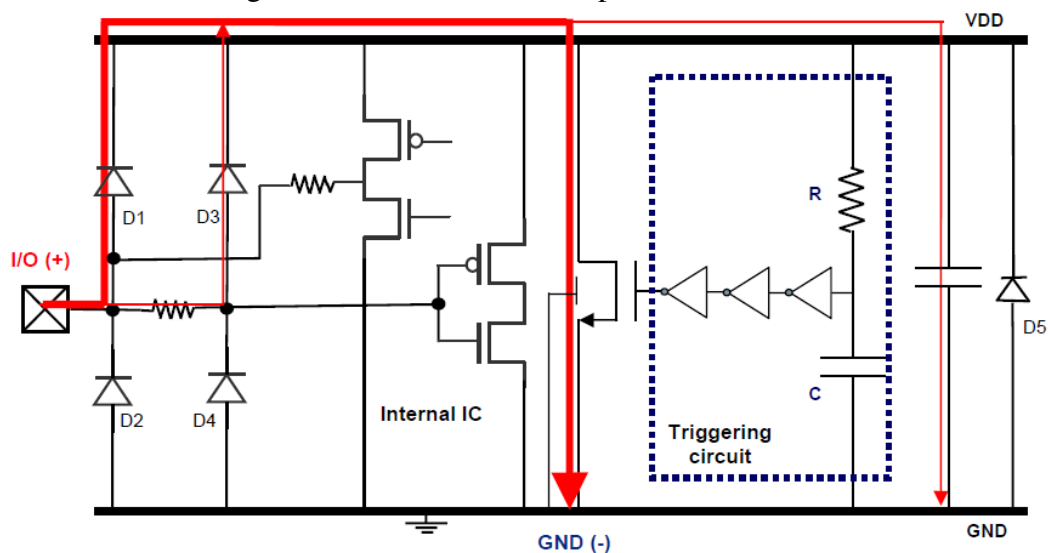 VDD
D1
D3
R
I/O (+)
D5
D2
D4
Internal IC
C
Triggering
circuit
GND
GND (-)